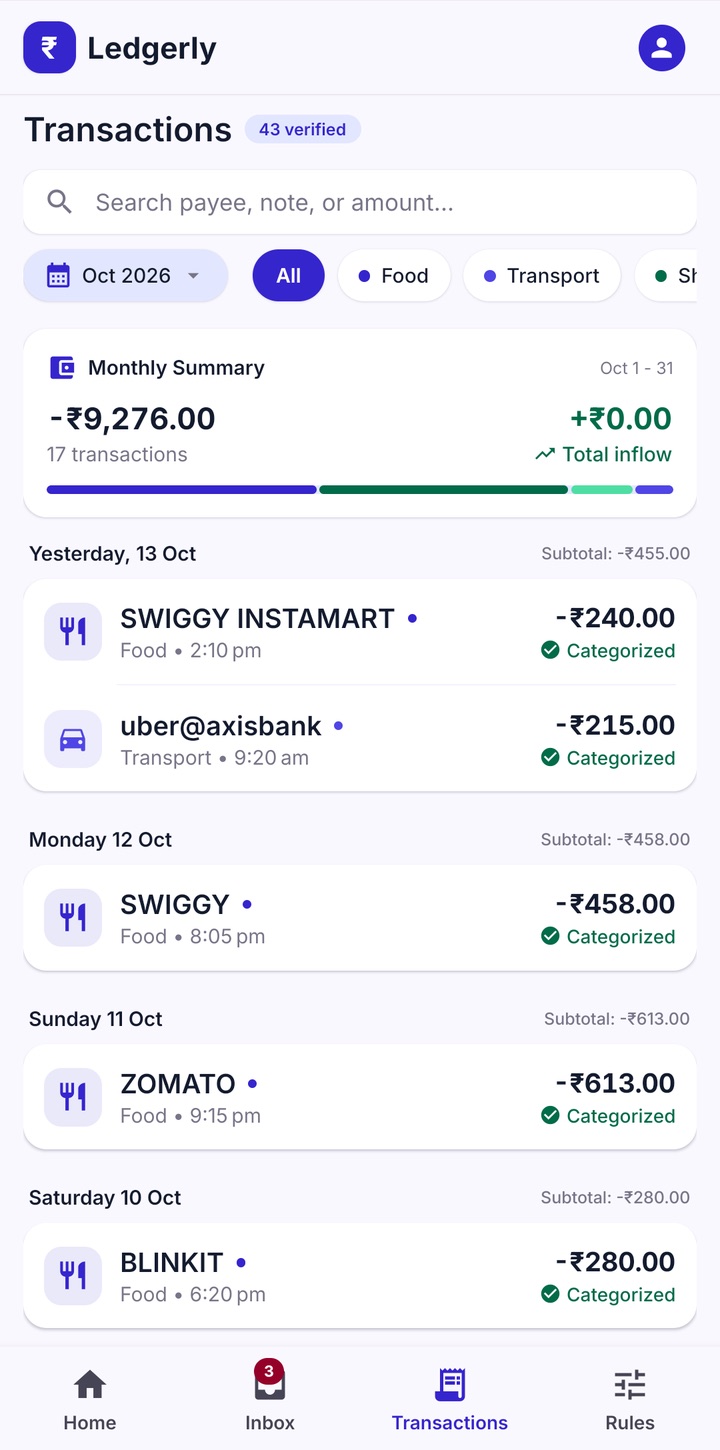 ₹ Ledgerly
Transactions 43 verified
Search payee, note, or amount...
Oct 2026 All Food Transport Sh
Monthly Summary Oct 1 - 31
-₹9,276.00 +₹0.00
17 transactions Total inflow
Yesterday, 13 Oct Subtotal: -₹455.00
SWIGGY INSTAMART -₹240.00
Food • 2:10 pm Categorized
uber@axisbank -₹215.00
Transport • 9:20 am Categorized
Monday 12 Oct Subtotal: -₹458.00
SWIGGY -₹458.00
Food • 8:05 pm Categorized
Sunday 11 Oct Subtotal: -₹613.00
ZOMATO -₹613.00
Food • 9:15 pm Categorized
Saturday 10 Oct Subtotal: -₹280.00
BLINKIT -₹280.00
Food • 6:20 pm Categorized
3
Home Inbox Transactions Rules